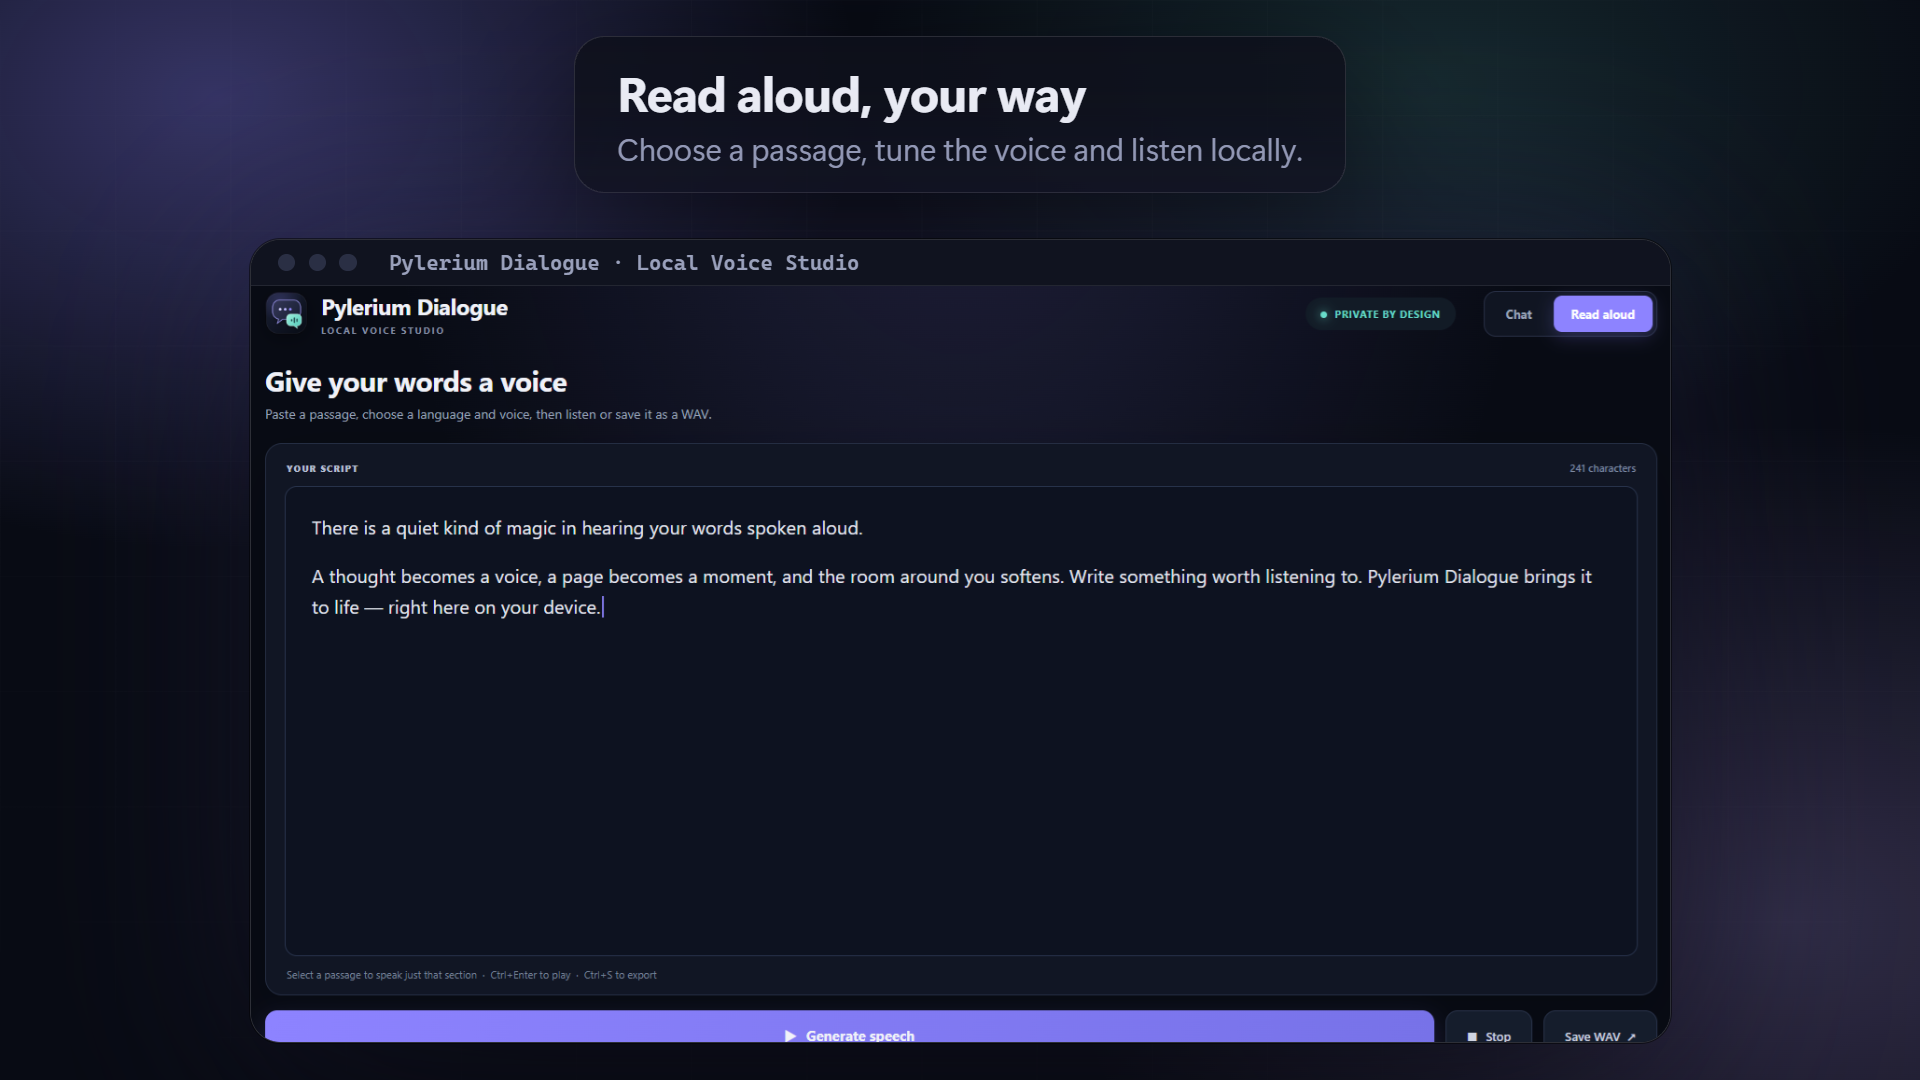 Read aloud, your way
Choose a passage, tune the voice and listen locally.
Pylerium Dialogue · Local Voice Studio
Pylerium Dialogue
LOCAL VOICE STUDIO
PRIVATE BY DESIGN
Chat
Read aloud
Give your words a voice
Paste a passage, choose a language and voice, then listen or save it as a WAV.
YOUR SCRIPT
241 characters
There is a quiet kind of magic in hearing your words spoken aloud.
A thought becomes a voice, a page becomes a moment, and the room around you softens. Write something worth listening to. Pylerium Dialogue brings it
to life — right here on your device.
Select a passage to speak just that section · Ctrl+Enter to play · Ctrl+S to export
Generate speech
Stop
Save WAV ↗